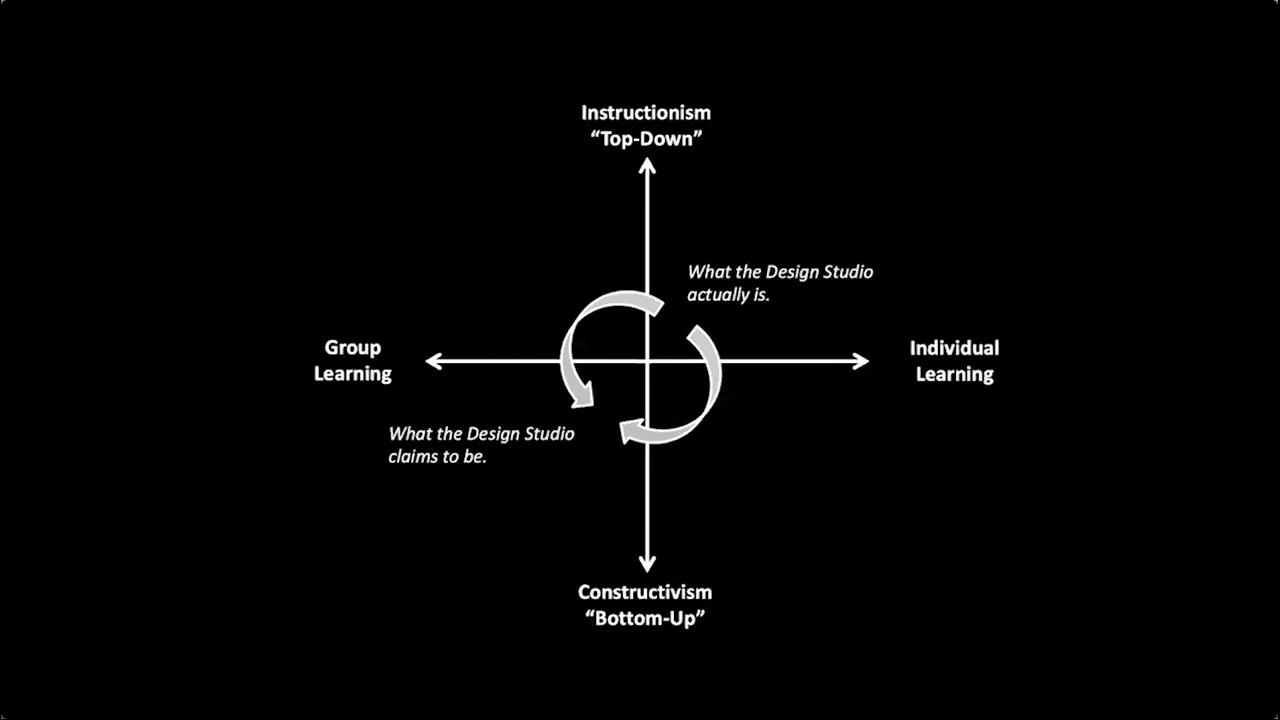 Instructionism
“Top-Down”
What the Design Studio
actually is.
Group
Learning
Individual
Learning
What the Design Studio
claims to be.
Constructivism
“Bottom-Up”